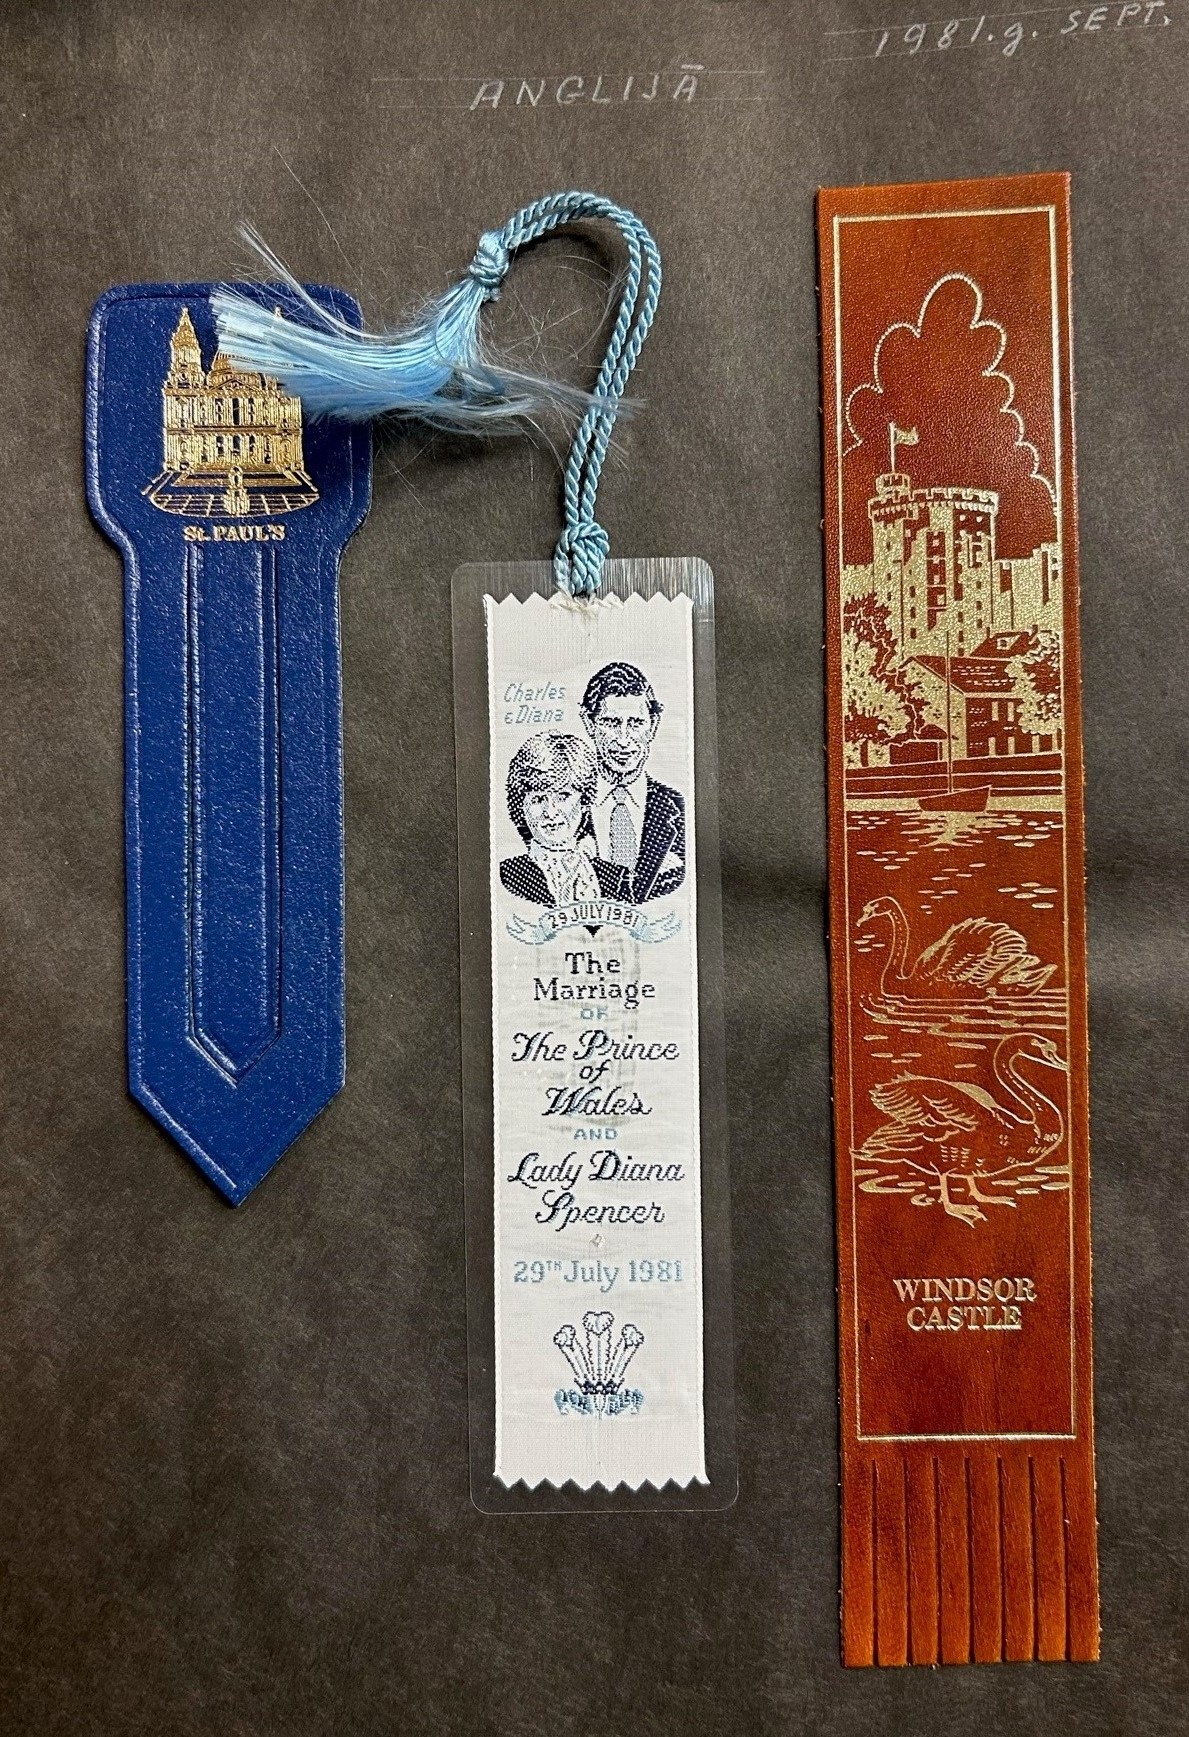 1981.g. SEPT.
ANGLIJĀ
St. PAUL'S
Charles
& Diana
29 JULY 1981
The
Marriage
OF
The Prince
of
Wales
AND
Lady Diana
Spencer
29TH July 1981
WINDSOR
CASTLE